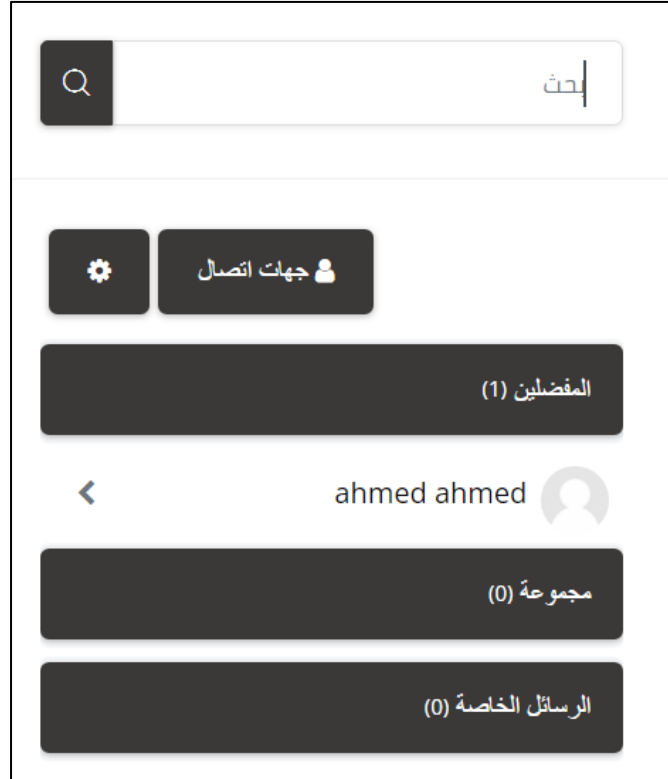 بحث
جهات اتصال
المفضلين (1)
ahmed ahmed
مجموعة (0)
الرسائل الخاصة (0)